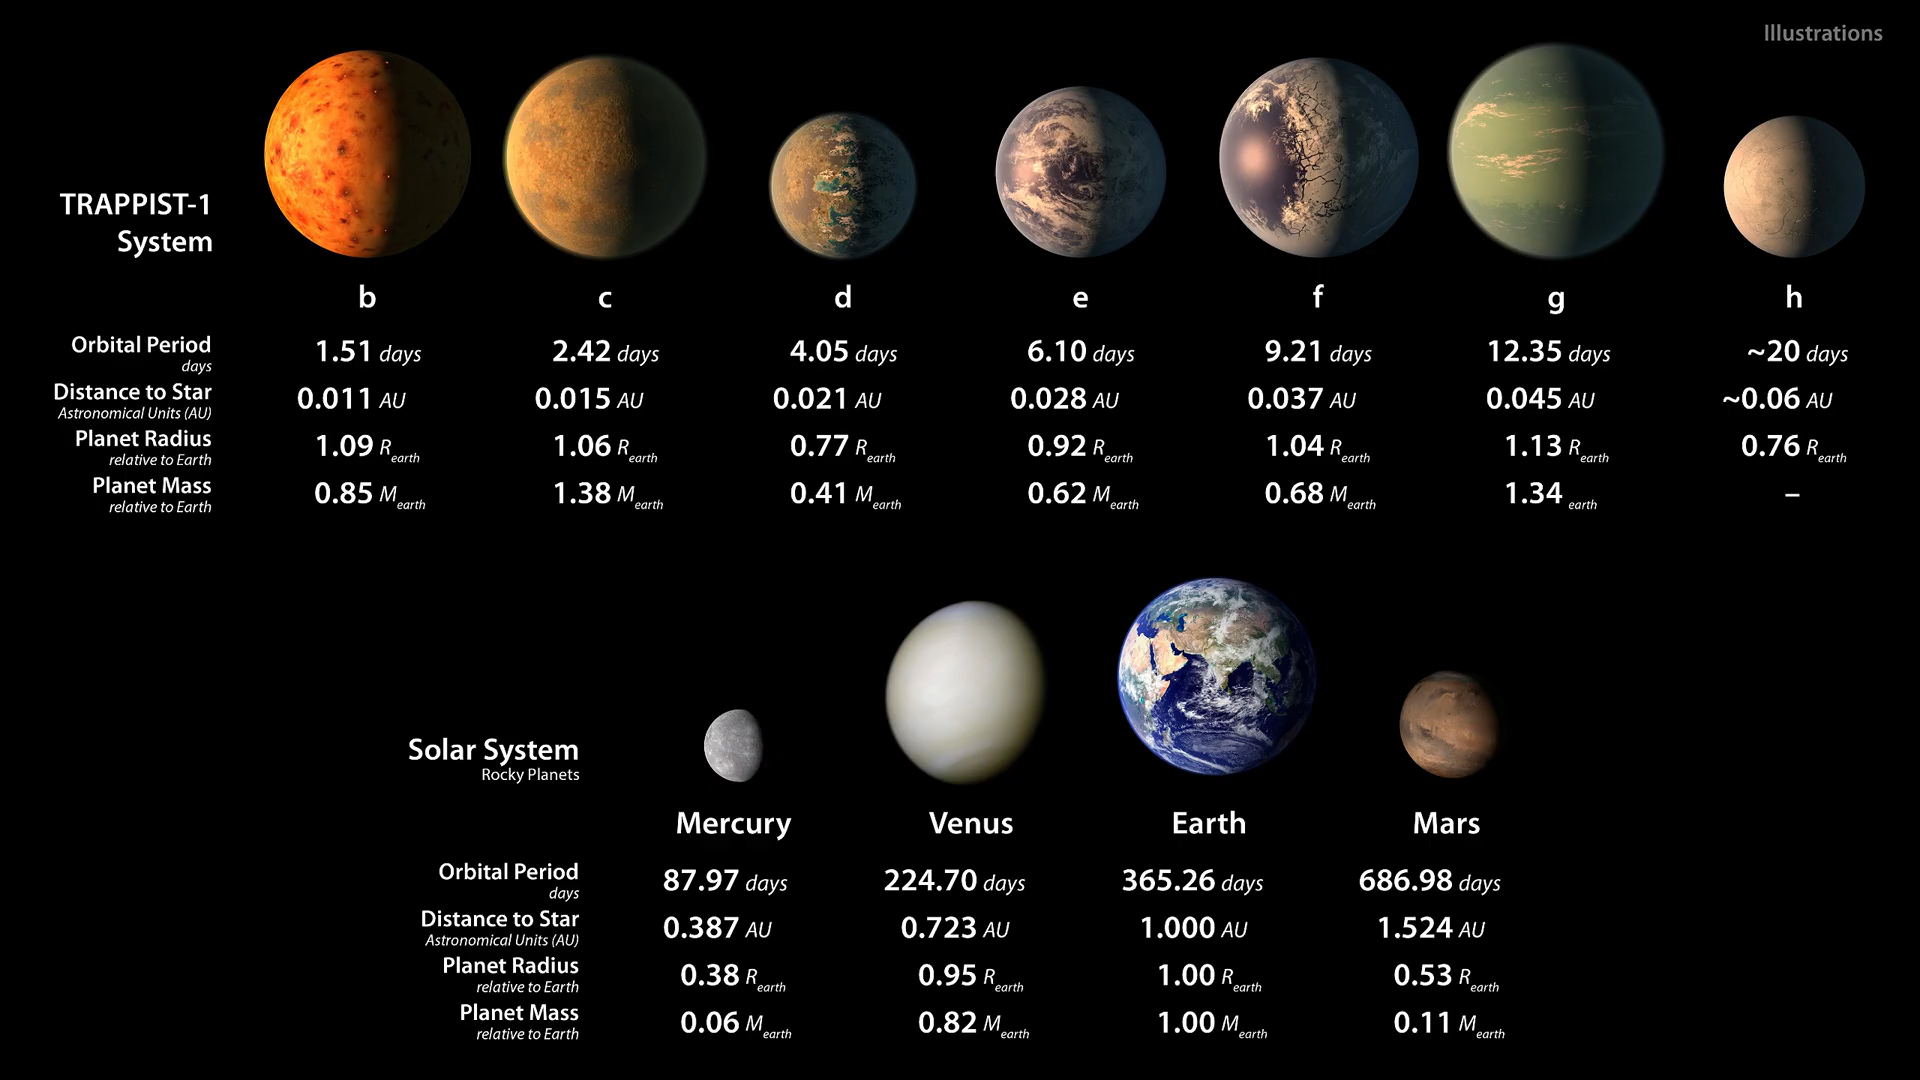 Illustrations
TRAPPIST-1
System
b c d e f g h
Orbital Period 1.51 days 2.42 days 4.05 days 6.10 days 9.21 days 12.35 days ~20 days
days
Distance to Star 0.011 AU 0.015 AU 0.021 AU 0.028 AU 0.037 AU 0.045 AU ~0.06 AU
Astronomical Units (AU)
Planet Radius 1.09 Rearth 1.06 Rearth 0.77 Rearth 0.92 Rearth 1.04 Rearth 1.13 Rearth 0.76 Rearth
relative to Earth
Planet Mass 0.85 Mearth 1.38 Mearth 0.41 Mearth 0.62 Mearth 0.68 Mearth 1.34 earth –
relative to Earth
Solar System
Rocky Planets
Mercury Venus Earth Mars
Orbital Period 87.97 days 224.70 days 365.26 days 686.98 days
days
Distance to Star 0.387 AU 0.723 AU 1.000 AU 1.524 AU
Astronomical Units (AU)
Planet Radius 0.38 Rearth 0.95 Rearth 1.00 Rearth 0.53 Rearth
relative to Earth
Planet Mass 0.06 Mearth 0.82 Mearth 1.00 Mearth 0.11 Mearth
relative to Earth